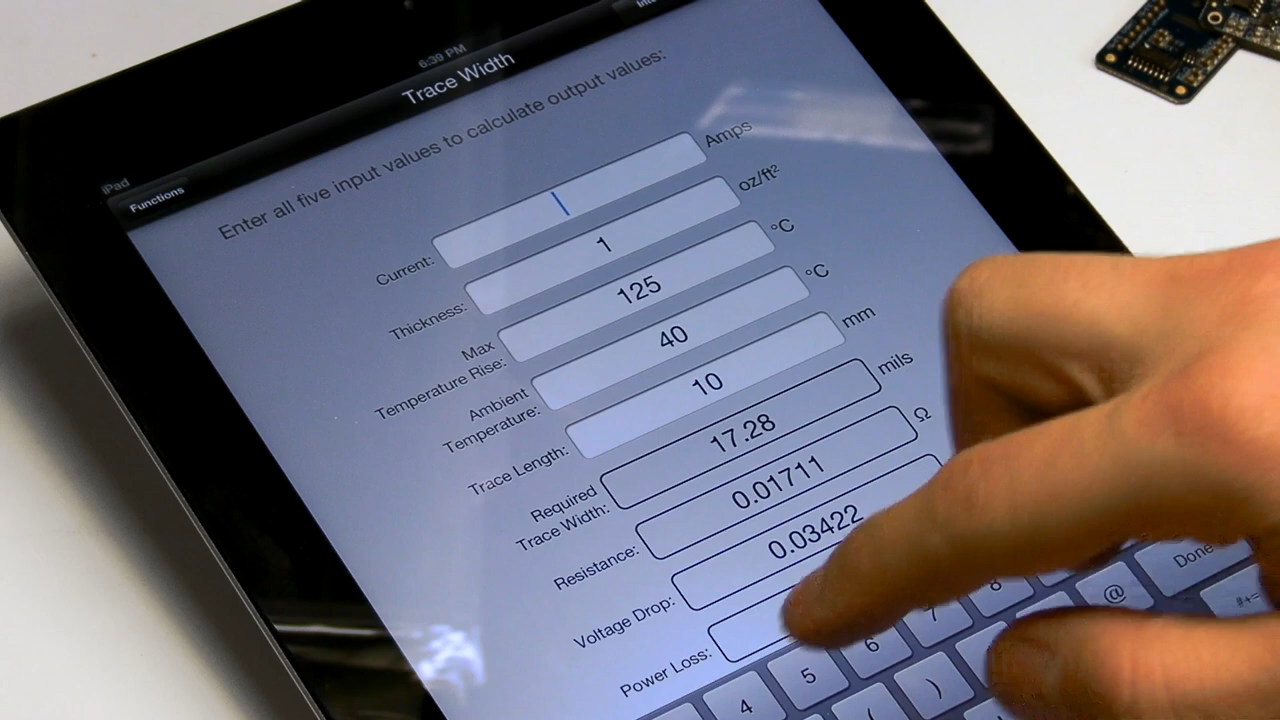 6:39 PM
iPad
Functions
Trace Width
Enter all five input values to calculate output values:
Current: Amps
Thickness: 1 oz/ft²
Max Temperature Rise: 125 °C
Ambient Temperature: 40 °C
Trace Length: 10 mm
Required Trace Width: 17.28 mils
Resistance: 0.01711 Ω
Voltage Drop: 0.03422
Power Loss:
4 5 6 7 8
( ) @ Done
#+=